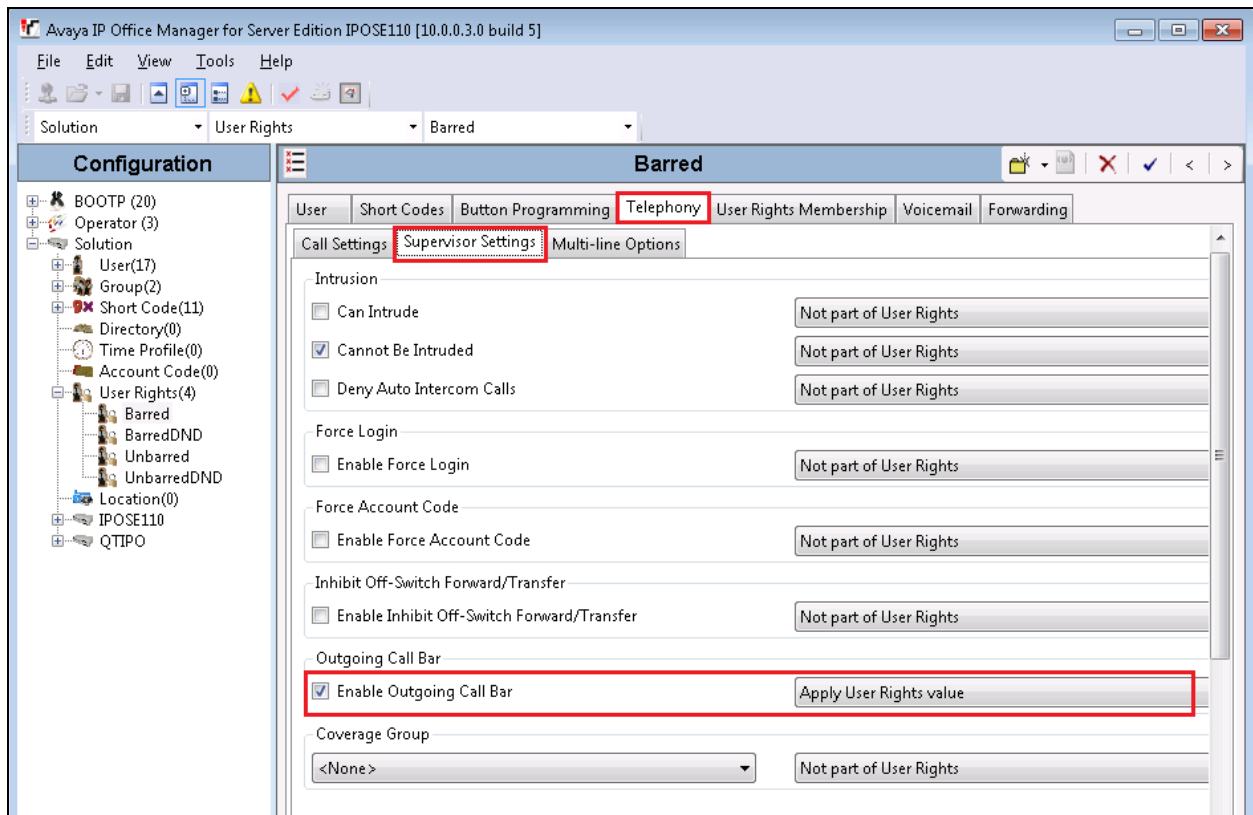 Avaya IP Office Manager for Server Edition IPOSE110 [10.0.0.3.0 build 5]
File Edit View Tools Help
Solution User Rights Barred
Configuration
BOOTP (20)
Operator (3)
Solution
User(17)
Group(2)
Short Code(11)
Directory(0)
Time Profile(0)
Account Code(0)
User Rights(4)
Barred
BarredDND
Unbarred
UnbarredDND
Location(0)
IPOSE110
QTIPO
Barred
User Short Codes Button Programming Telephony User Rights Membership Voicemail Forwarding
Call Settings Supervisor Settings Multi-line Options
Intrusion
Can Intrude Not part of User Rights
Cannot Be Intruded Not part of User Rights
Deny Auto Intercom Calls Not part of User Rights
Force Login
Enable Force Login Not part of User Rights
Force Account Code
Enable Force Account Code Not part of User Rights
Inhibit Off-Switch Forward/Transfer
Enable Inhibit Off-Switch Forward/Transfer Not part of User Rights
Outgoing Call Bar
Enable Outgoing Call Bar Apply User Rights value
Coverage Group
<None> Not part of User Rights